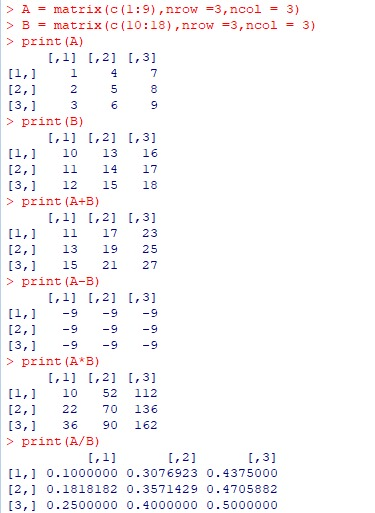 > A = matrix(c(1:9),nrow =3,ncol = 3)
> B = matrix(c(10:18),nrow =3,ncol = 3)
> print(A)
     [,1] [,2] [,3]
[1,]    1    4    7
[2,]    2    5    8
[3,]    3    6    9
> print(B)
     [,1] [,2] [,3]
[1,]   10   13   16
[2,]   11   14   17
[3,]   12   15   18
> print(A+B)
     [,1] [,2] [,3]
[1,]   11   17   23
[2,]   13   19   25
[3,]   15   21   27
> print(A-B)
     [,1] [,2] [,3]
[1,]   -9   -9   -9
[2,]   -9   -9   -9
[3,]   -9   -9   -9
> print(A*B)
     [,1] [,2] [,3]
[1,]   10   52  112
[2,]   22   70  136
[3,]   36   90  162
> print(A/B)
          [,1]      [,2]      [,3]
[1,] 0.1000000 0.3076923 0.4375000
[2,] 0.1818182 0.3571429 0.4705882
[3,] 0.2500000 0.4000000 0.5000000